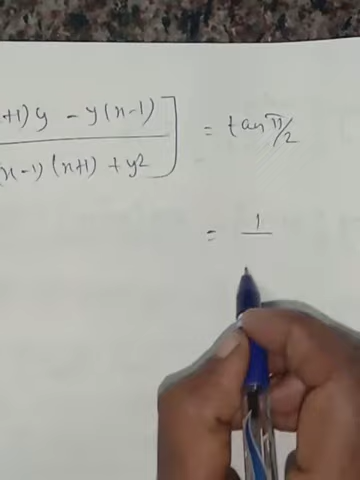 +1)y - y(x-1)] = tan π/2
x-1) (x+1) + y²
= 1